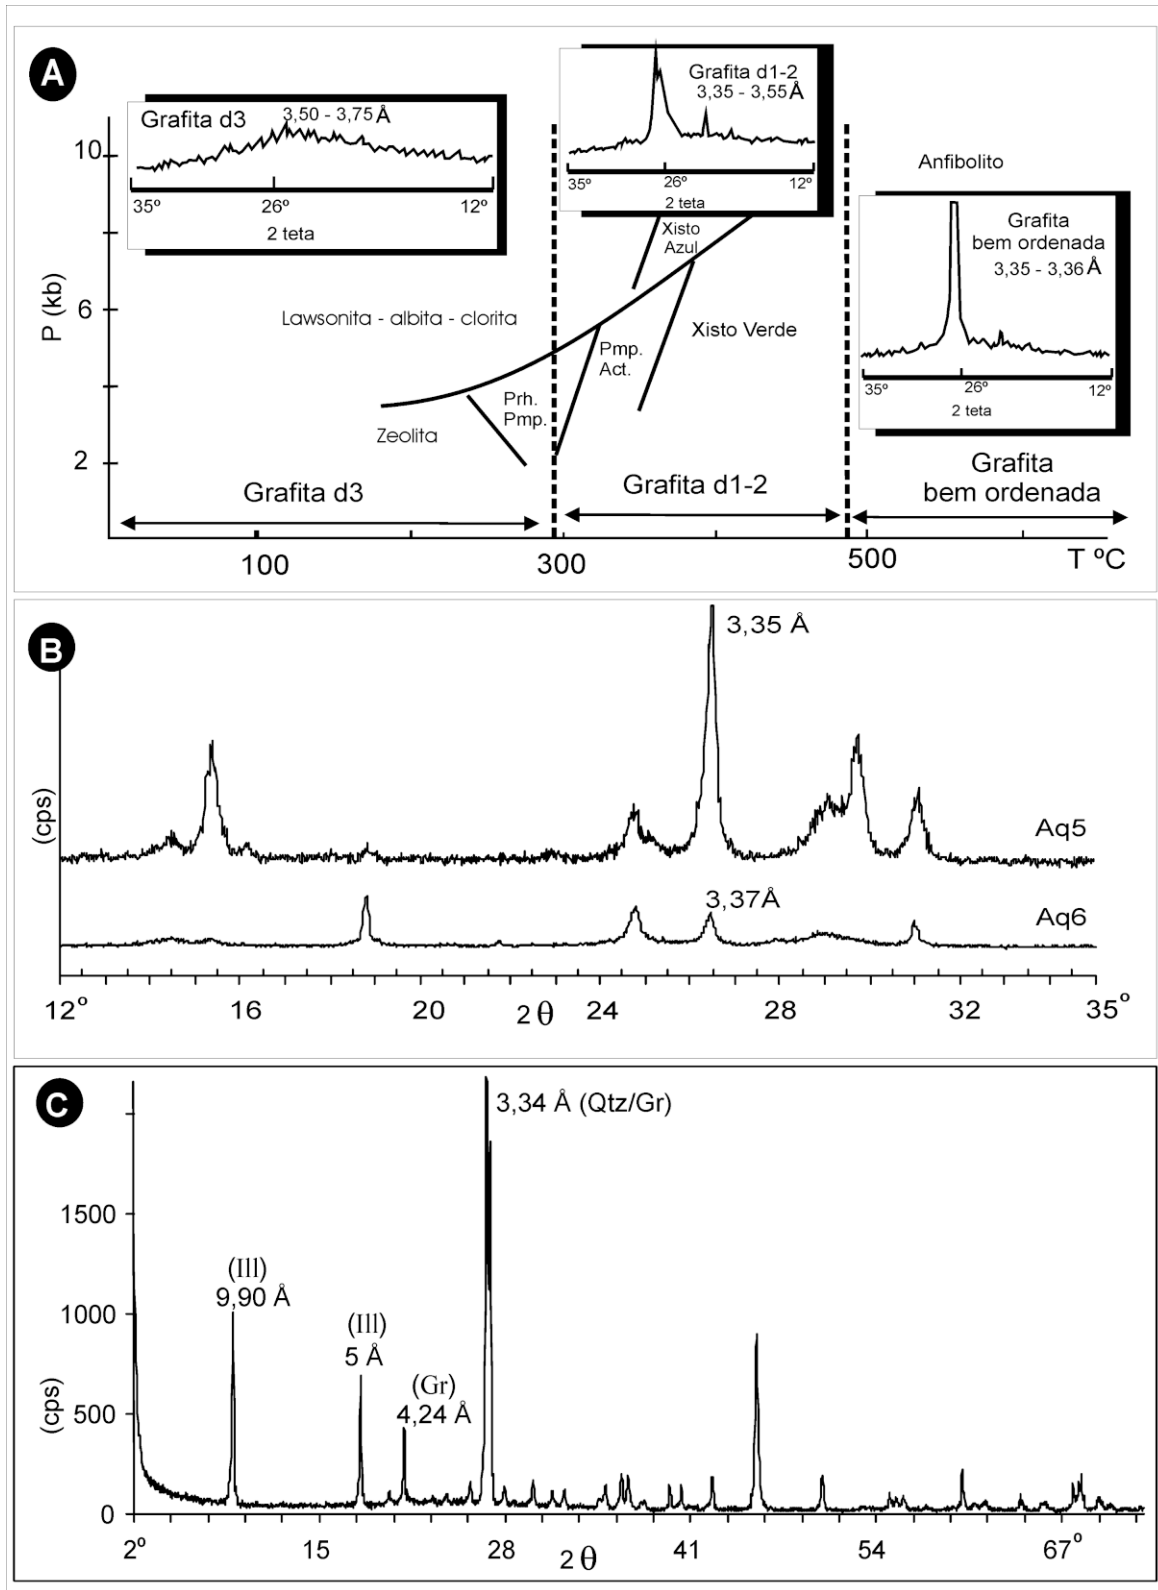 A
Grafita d3
3,50 - 3,75 Å
35º
26º
12º
2 teta
Grafita d1-2
3,35 - 3,55 Å
35º
26º
12º
2 teta
Anfibolito
Grafita
bem ordenada
3,35 - 3,36 Å
35º
26º
12º
2 teta
P (kb)
10
6
2
Lawsonita - albita - clorita
Xisto
Azul
Xisto Verde
Pmp.
Act.
Prh.
Pmp.
Zeolita
Grafita d3
Grafita d1-2
Grafita
bem ordenada
100
300
500
T ºC
B
(cps)
3,35 Å
Aq5
3,37Å
Aq6
12º
16
20
2 θ
24
28
32
35º
C
3,34 Å (Qtz/Gr)
1500
(Ill)
9,90 Å
1000
(Ill)
5 Å
(Gr)
4,24 Å
(cps)
500
0
2º
15
28
2 θ
41
54
67º